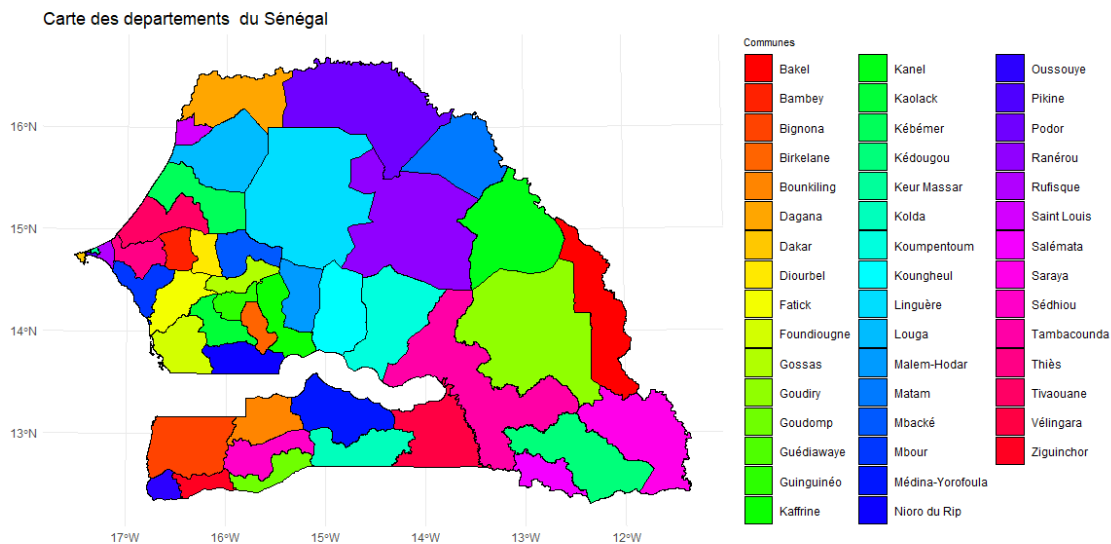 Carte des departements  du Sénégal
Communes
Bakel
Bambey
Bignona
Birkelane
Bounkiling
Dagana
Dakar
Diourbel
Fatick
Foundiougne
Gossas
Goudiry
Goudomp
Guédiawaye
Guinguinéo
Kaffrine
Kanel
Kaolack
Kébémer
Kédougou
Keur Massar
Kolda
Koumpentoum
Koungheul
Linguère
Louga
Malem-Hodar
Matam
Mbacké
Mbour
Médina-Yorofoula
Nioro du Rip
Oussouye
Pikine
Podor
Ranérou
Rufisque
Saint Louis
Salémata
Saraya
Sédhiou
Tambacounda
Thiès
Tivaouane
Vélingara
Ziguinchor
16°N
15°N
14°N
13°N
17°W
16°W
15°W
14°W
13°W
12°W